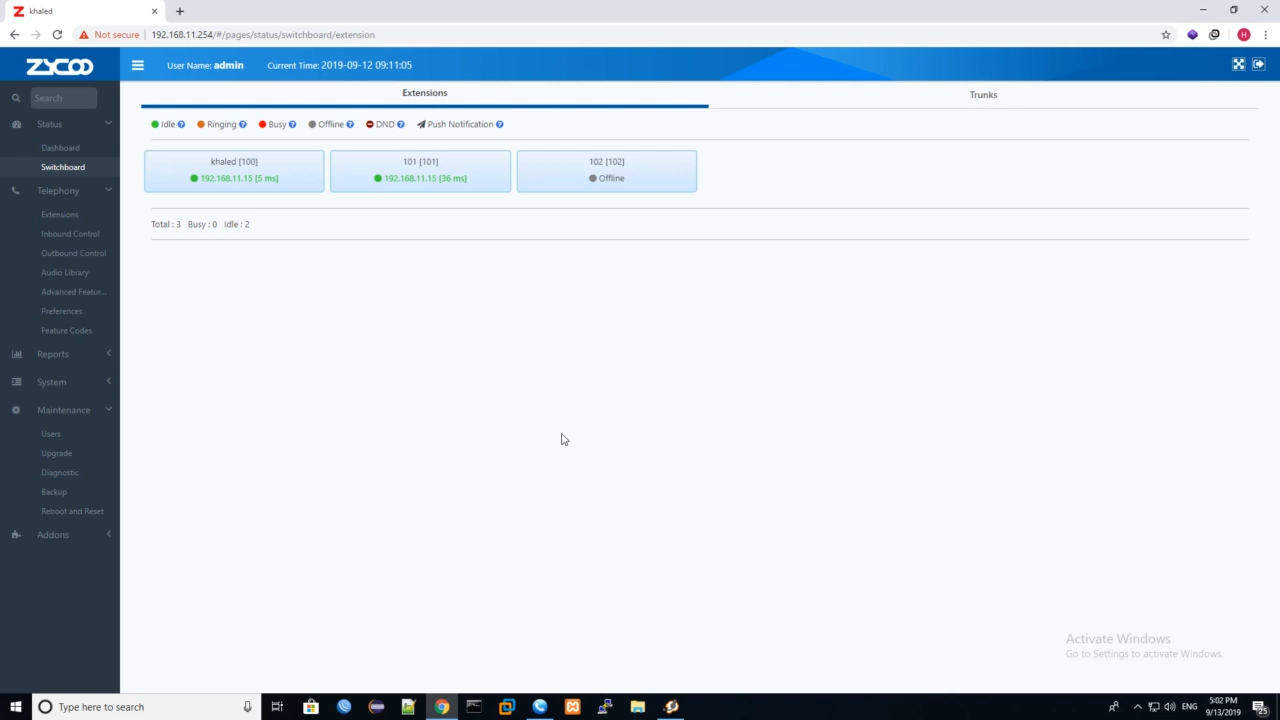 khaled
Not secure 192.168.11.254/#/pages/status/switchboard/extension
H
ZYCOO
User Name: admin Current Time: 2019-09-12 09:11:05
Search
Status
Dashboard
Switchboard
Telephony
Extensions
Inbound Control
Outbound Control
Audio Library
Advanced Featur...
Preferences
Feature Codes
Reports
System
Maintenance
Users
Upgrade
Diagnostic
Backup
Reboot and Reset
Addons
Extensions Trunks
Idle Ringing Busy Offline DND Push Notification
khaled [100] 101 [101] 102 [102]
192.168.11.15 [5 ms] 192.168.11.15 [36 ms] Offline
Total : 3 Busy : 0 Idle : 2
Activate Windows
Go to Settings to activate Windows.
Type here to search
ENG
5:02 PM
9/13/2019
25